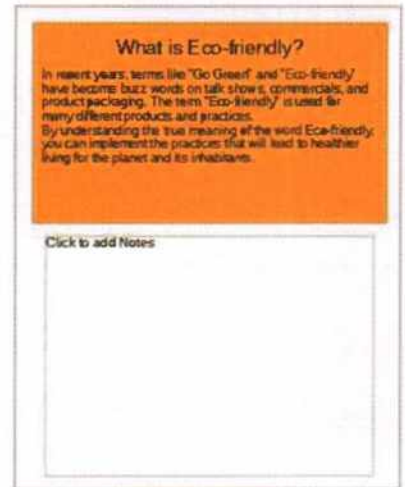 What is Eco-friendly?
In recent years, terms like "Go Green" and "Eco-friendly"
have become buzz words on talk shows, commercials, and
product packaging. The term "Eco-friendly" is used for
many different products and practices.
By understanding the true meaning of the word Eco-friendly,
you can implement the practices that will lead to healthier
living for the planet and its inhabitants.
Click to add Notes